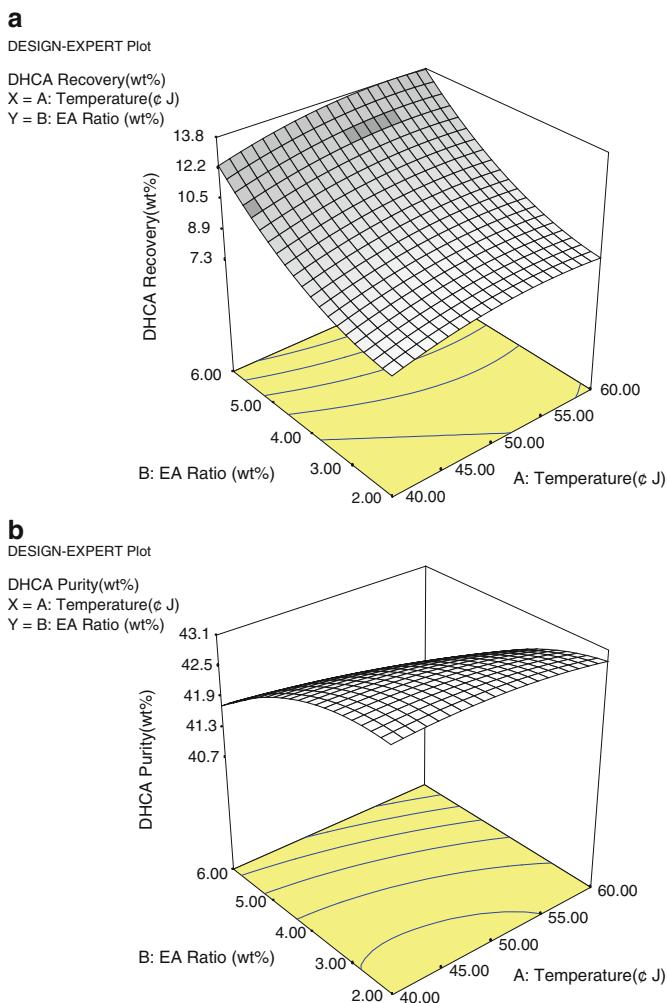 a
DESIGN-EXPERT Plot
DHCA Recovery(wt%)
X = A: Temperature(¢ J)
Y = B: EA Ratio (wt%)
13.8
12.2
10.5
8.9
7.3
DHCA Recovery(wt%)
6.00
5.00
4.00
3.00
2.00
B: EA Ratio (wt%)
60.00
55.00
50.00
45.00
40.00
A: Temperature(¢ J)
b
DESIGN-EXPERT Plot
DHCA Purity(wt%)
X = A: Temperature(¢ J)
Y = B: EA Ratio (wt%)
43.1
42.5
41.9
41.3
40.7
DHCA Purity(wt%)
6.00
5.00
4.00
3.00
2.00
B: EA Ratio (wt%)
60.00
55.00
50.00
45.00
40.00
A: Temperature(¢ J)